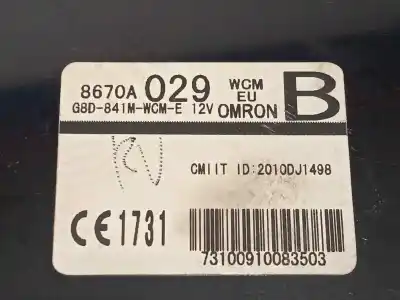 8670A 029 WCM EU B
G8D-841M-WCM-E 12V OMRON
CMIIT ID:2010DJ1498
CE 1731
73100910083503